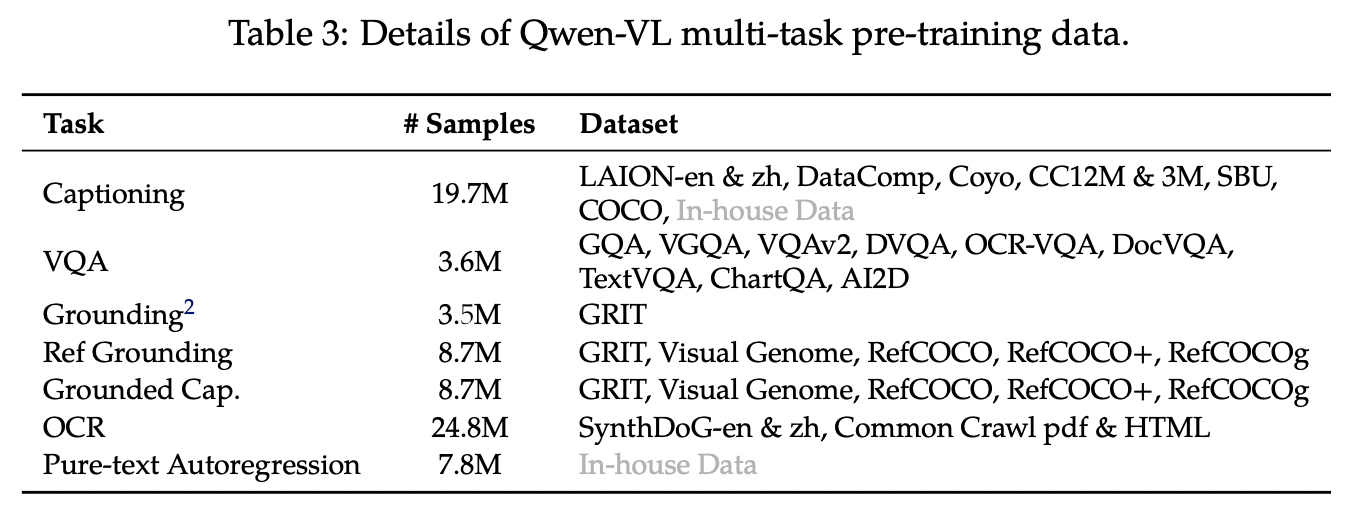 Table 3: Details of Qwen-VL multi-task pre-training data.
Task # Samples Dataset
Captioning 19.7M LAION-en & zh, DataComp, Coyo, CC12M & 3M, SBU,
COCO, In-house Data
VQA 3.6M GQA, VGQA, VQAv2, DVQA, OCR-VQA, DocVQA,
TextVQA, ChartQA, AI2D
Grounding2 3.5M GRIT
Ref Grounding 8.7M GRIT, Visual Genome, RefCOCO, RefCOCO+, RefCOCOg
Grounded Cap. 8.7M GRIT, Visual Genome, RefCOCO, RefCOCO+, RefCOCOg
OCR 24.8M SynthDoG-en & zh, Common Crawl pdf & HTML
Pure-text Autoregression 7.8M In-house Data